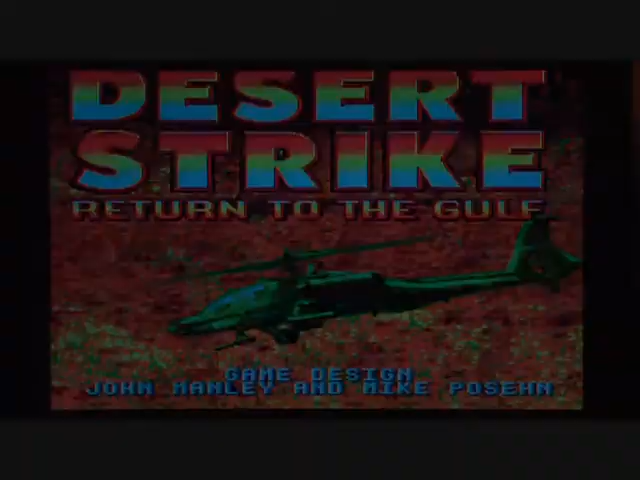 DESERT
STRIKE
RETURN TO THE GULF
GAME DESIGN
JOHN MANLEY AND MIKE POSEHN